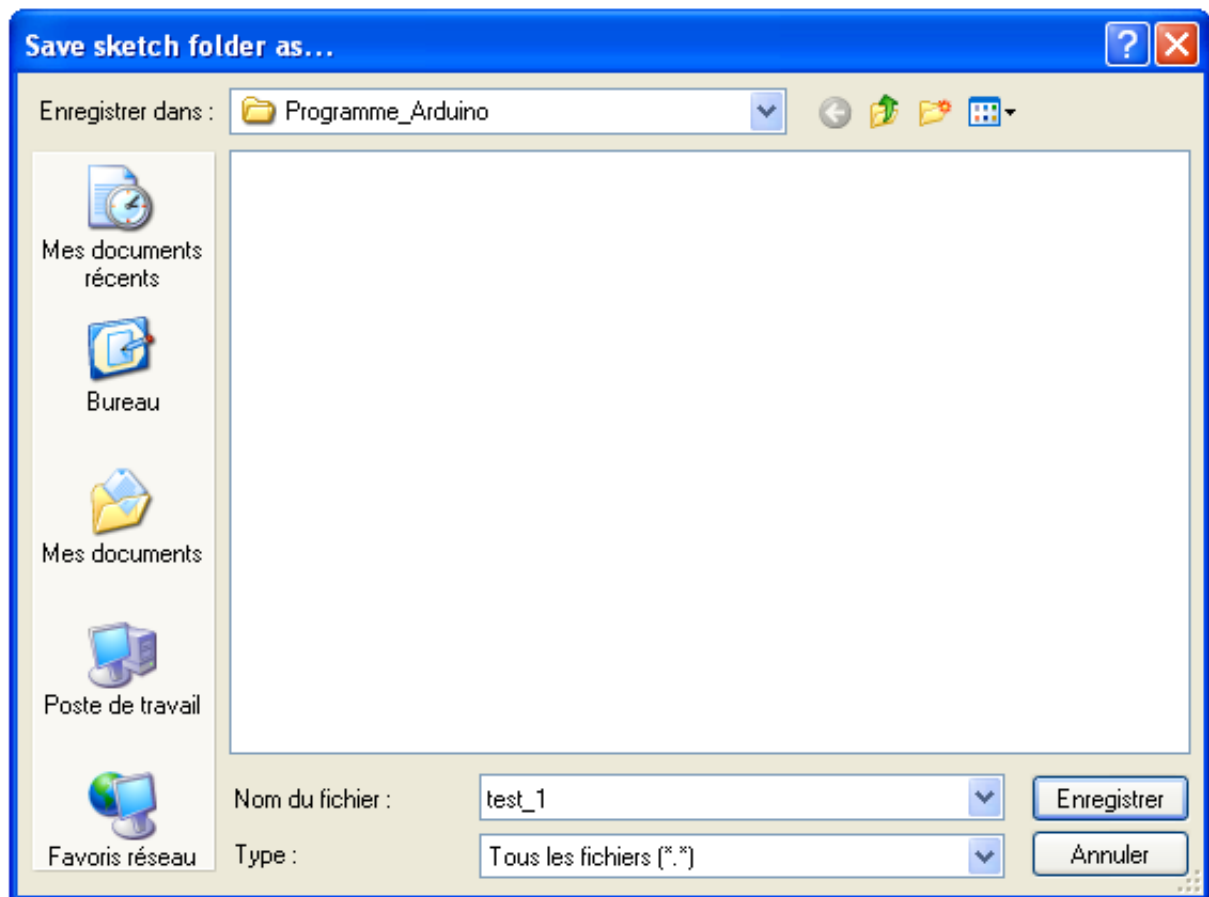 Save sketch folder as...
Enregistrer dans :
Programme_Arduino
Mes documents
récents
Bureau
Mes documents
Poste de travail
Favoris réseau
Nom du fichier :
test_1
Enregistrer
Type :
Tous les fichiers (*.*)
Annuler